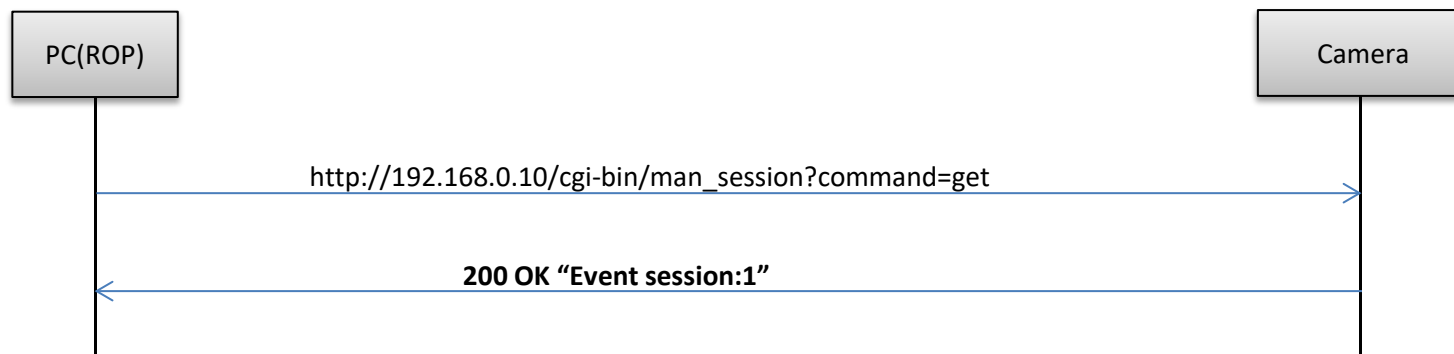 PC(ROP)
Camera
http://192.168.0.10/cgi-bin/man_session?command=get
200 OK “Event session:1”